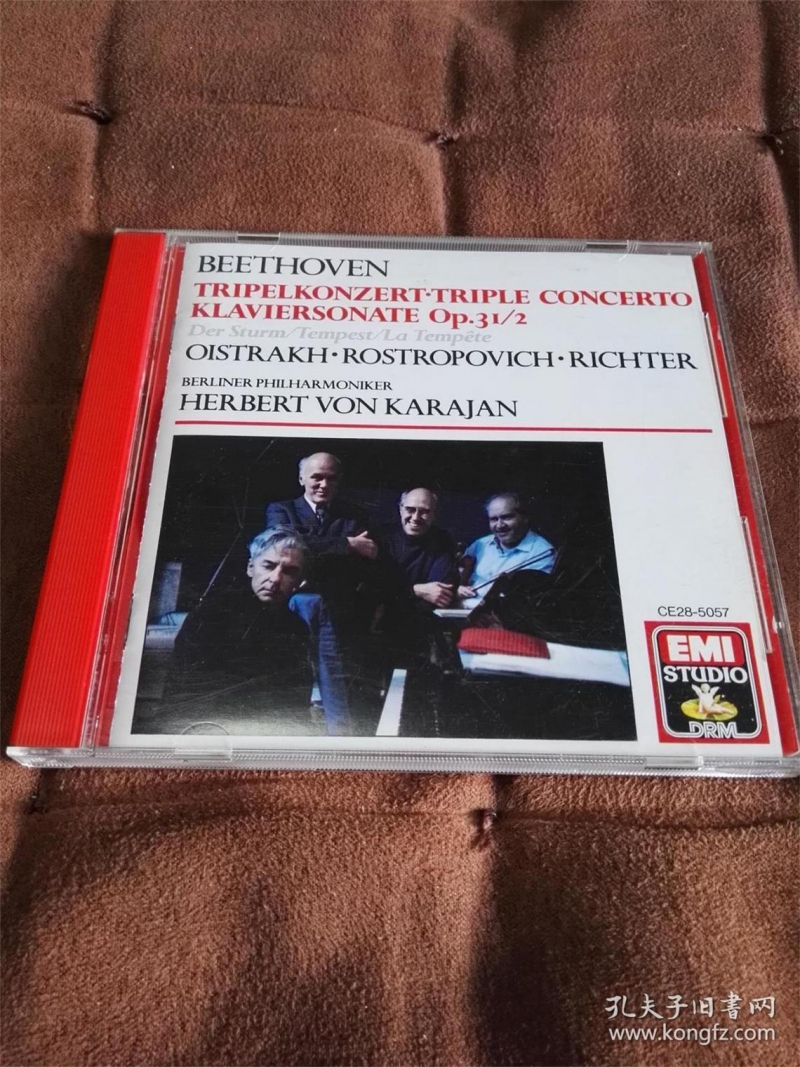 BEETHOVEN
TRIPELKONZERT·TRIPLE CONCERTO
KLAVIERSONATE Op.31/2
Der Sturm/Tempest/La Tempête
OISTRAKH·ROSTROPOVICH·RICHTER
BERLINER PHILHARMONIKER
HERBERT VON KARAJAN
CE28-5057
EMI
STUDIO
DRM
孔夫子旧書网
www.kongfz.com